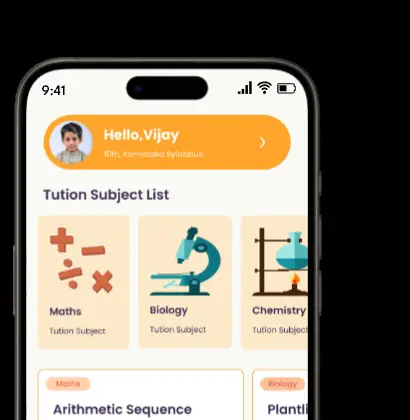 9:41
Hello,Vijay
10th, Karnataka Syllabus
Tution Subject List
Maths
Tution Subject
Biology
Tution Subject
Chemistry
Tution Subject
Maths
Arithmetic Sequence
Biology
Plantli